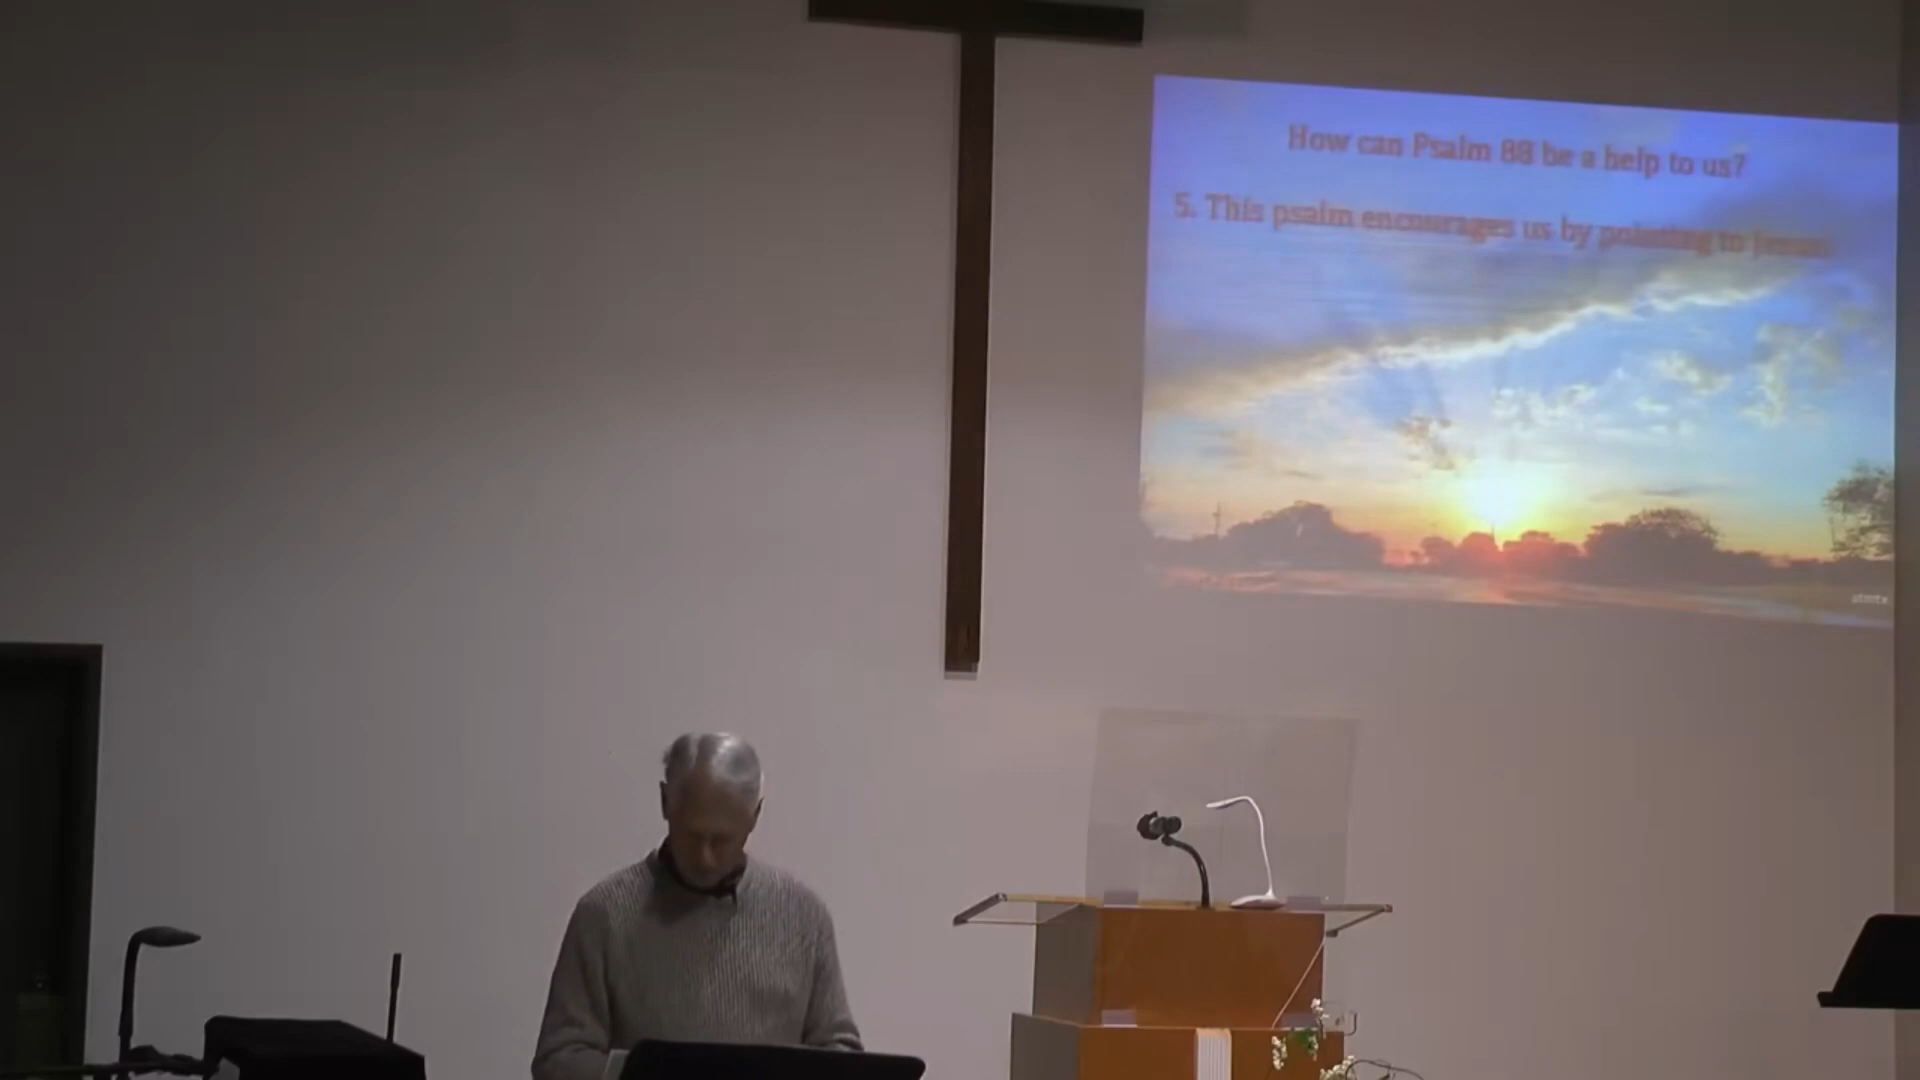 How can Psalm 88 be a help to us?
5. This psalm encourages us by pointing to Jesus